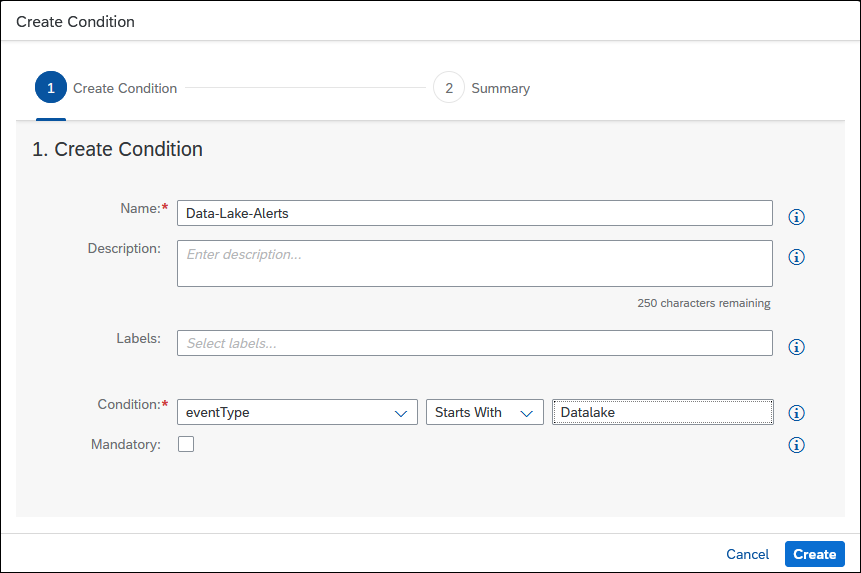 Create Condition
1 Create Condition 2 Summary
1. Create Condition
Name:* Data-Lake-Alerts
Description: Enter description...
250 characters remaining
Labels: Select labels...
Condition:* eventType Starts With Datalake
Mandatory:
Cancel Create